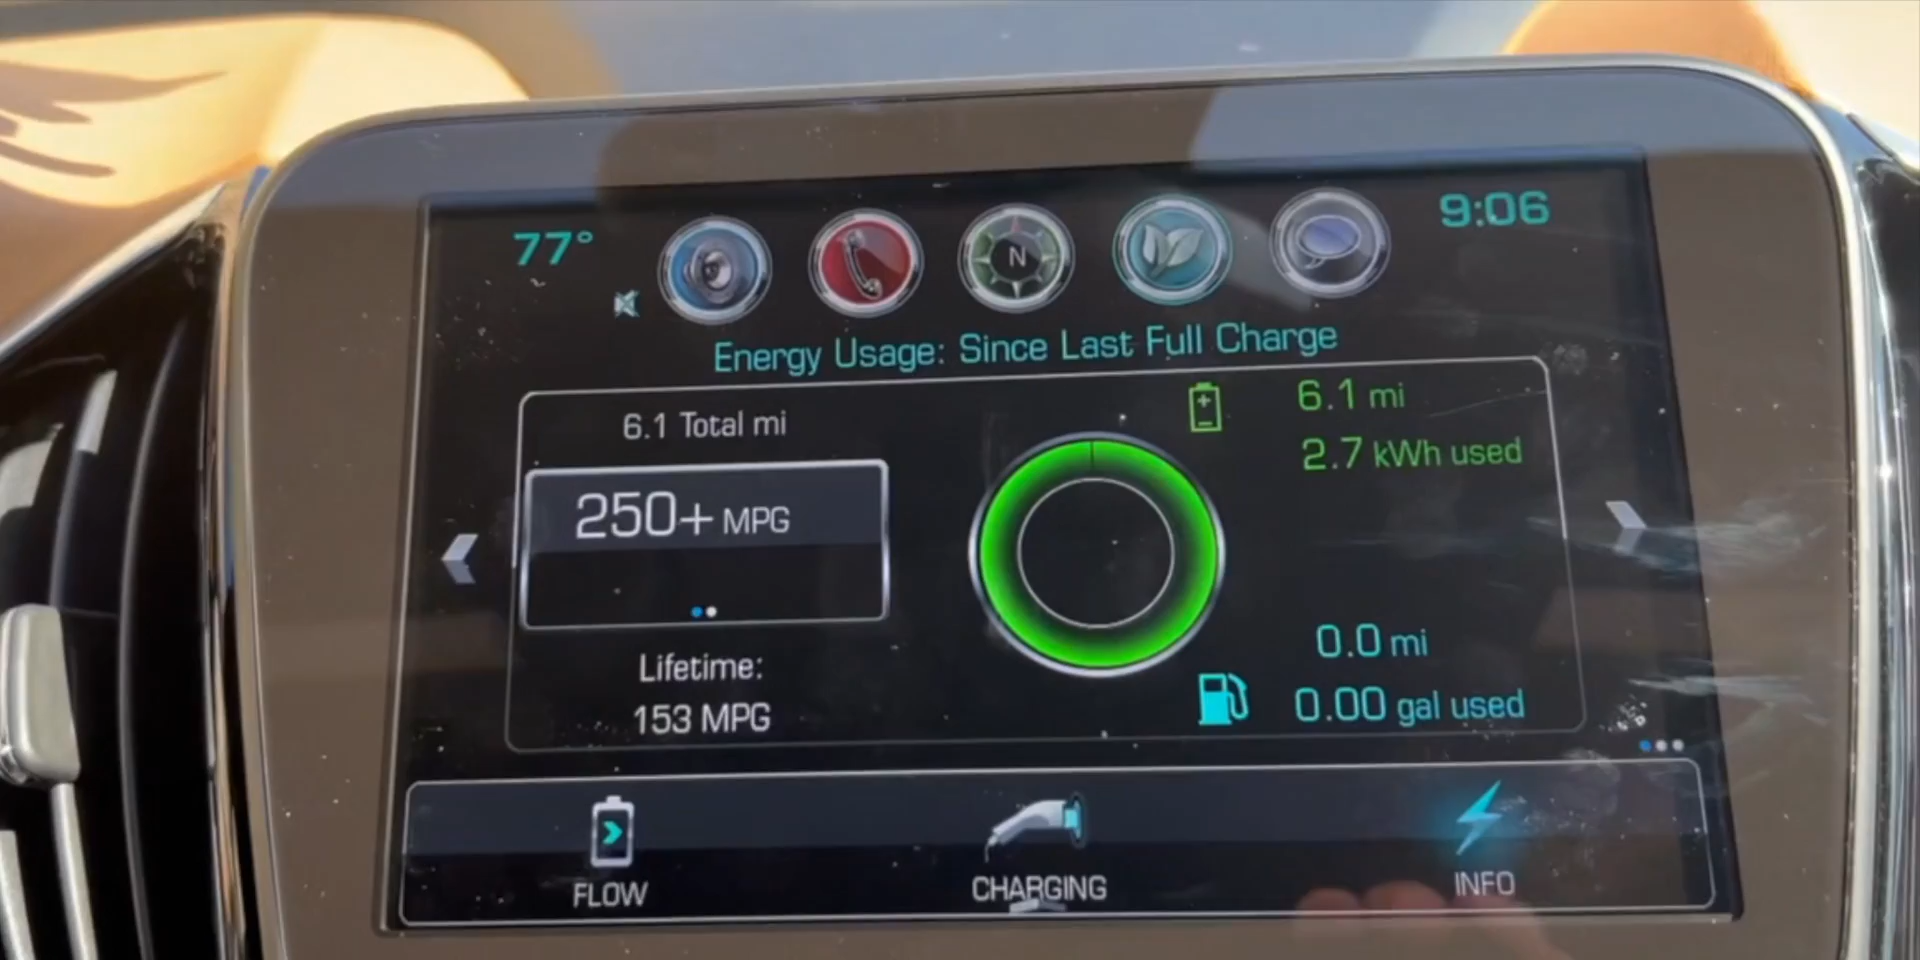 77°
N
9:06
Energy Usage: Since Last Full Charge
6.1 Total mi
6.1 mi
2.7 kWh used
250+ MPG
Lifetime:
153 MPG
0.0 mi
0.00 gal used
FLOW
CHARGING
INFO